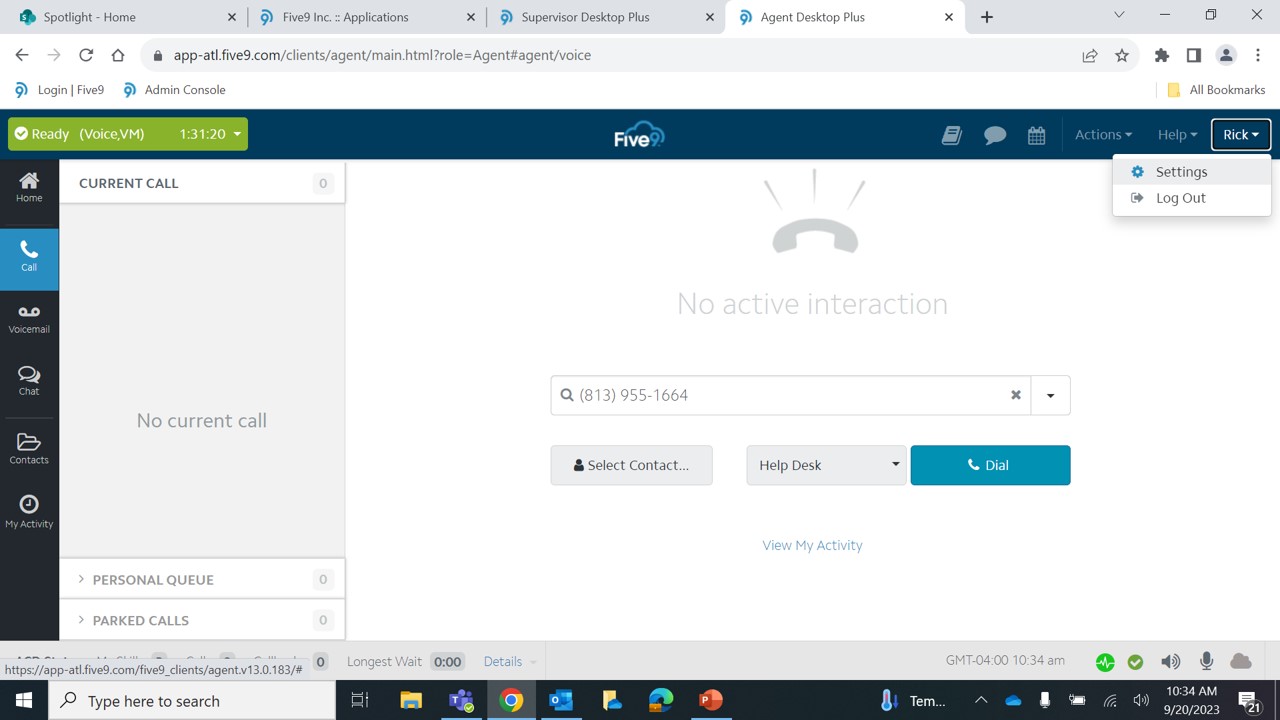 Spotlight - Home
Five9 Inc. :: Applications
Supervisor Desktop Plus
Agent Desktop Plus
app-atl.five9.com/clients/agent/main.html?role=Agent#agent/voice
Login | Five9
Admin Console
All Bookmarks
Ready (Voice,VM) 1:31:20
Five9
Actions
Help
Rick
Settings
Log Out
Home
Call
Voicemail
Chat
Contacts
My Activity
CURRENT CALL 0
No current call
PERSONAL QUEUE 0
PARKED CALLS 0
No active interaction
(813) 955-1664
Select Contact...
Help Desk
Dial
View My Activity
0 Longest Wait 0:00 Details
GMT-04:00 10:34 am
https://app-atl.five9.com/five9_clients/agent.v13.0.183/#
Type here to search
Tem...
10:34 AM
9/20/2023
21